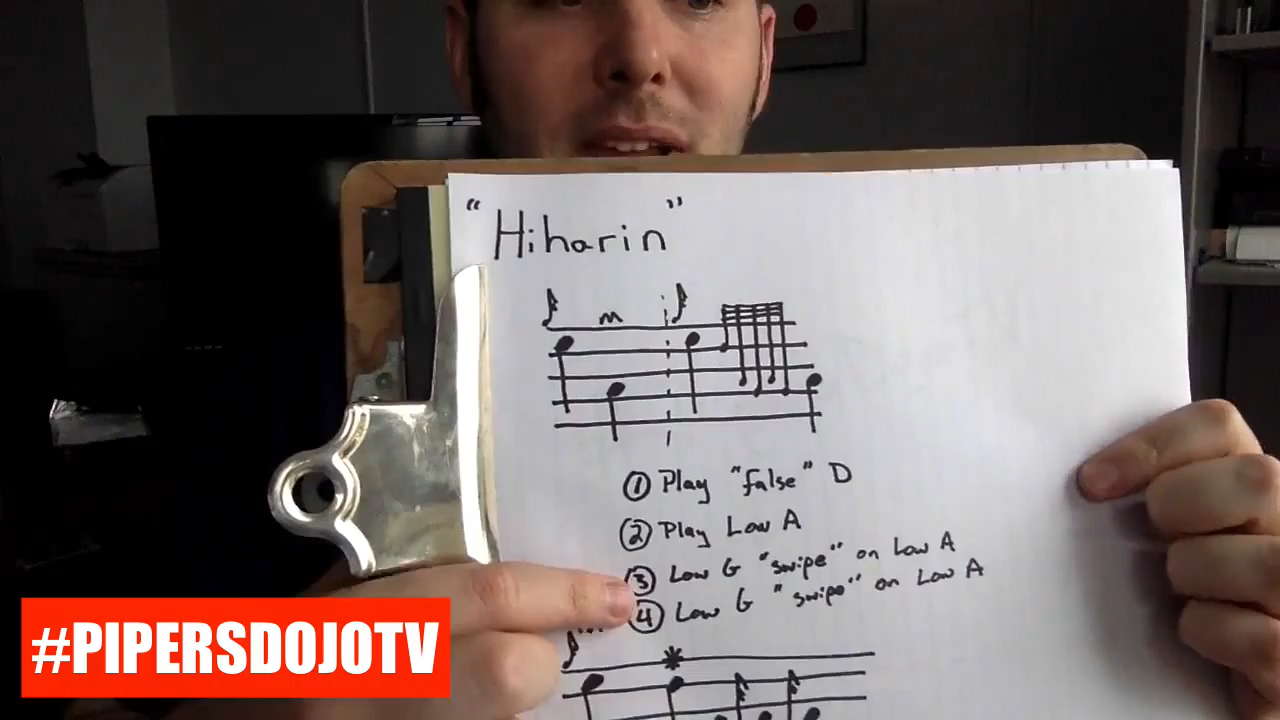 "Hiharin"
① Play "false" D
② Play Low A
③ Low G "swipe" on Low A
④ Low G "swipe" on Low A
#PIPERSDOJOTV